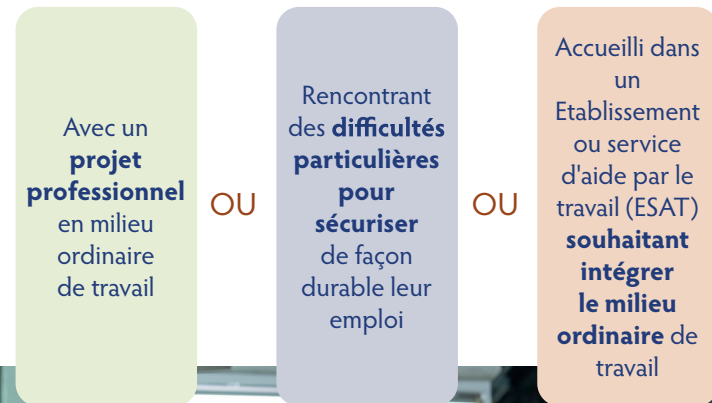 Avec un
projet
professionnel
en milieu
ordinaire
de travail
OU
Rencontrant
des difficultés
particulières
pour
sécuriser
de façon
durable leur
emploi
OU
Accueilli dans
un
Etablissement
ou service
d'aide par le
travail (ESAT)
souhaitant
intégrer
le milieu
ordinaire de
travail